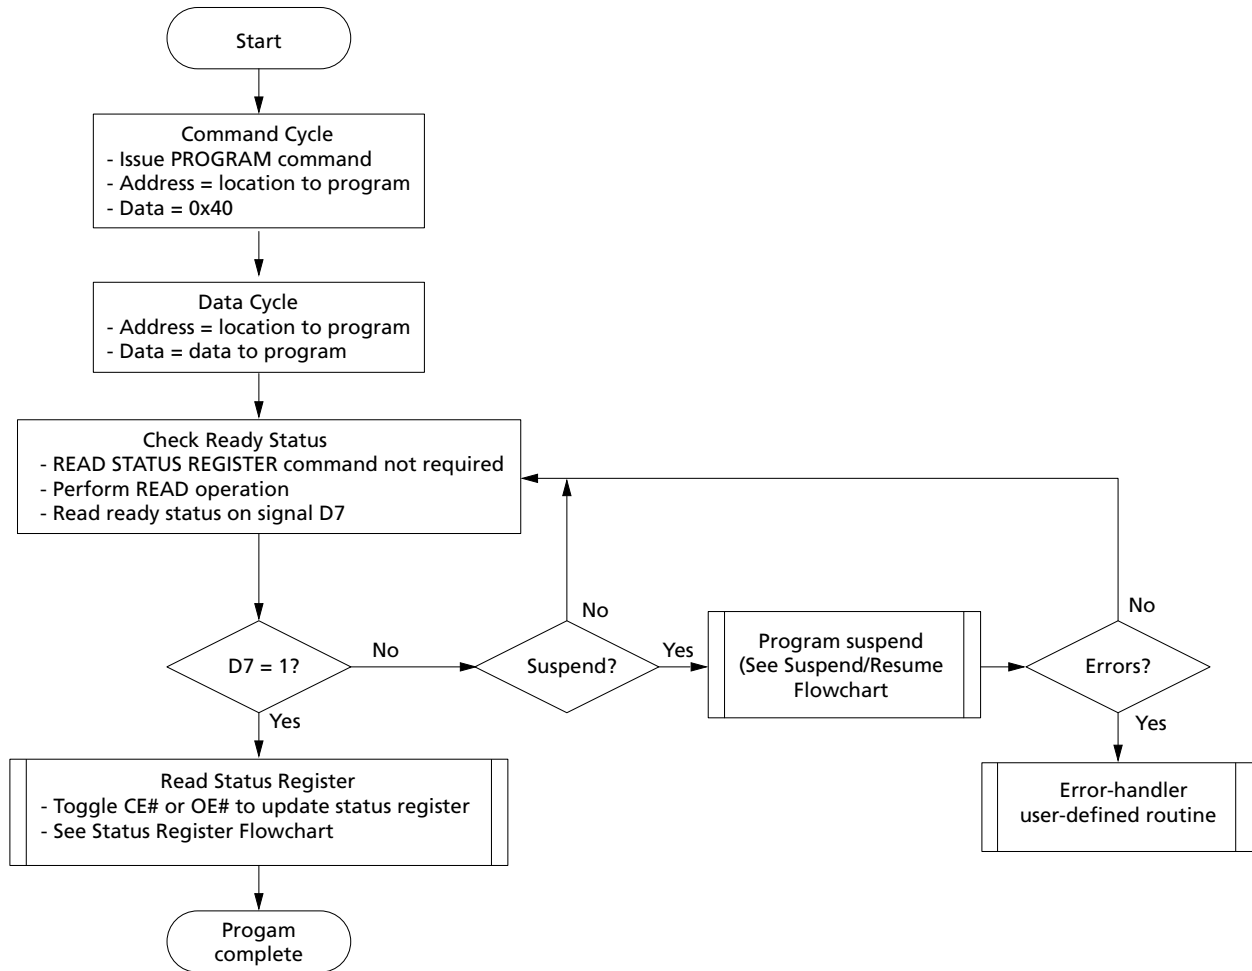 Start
Command Cycle
- Issue PROGRAM command
- Address = location to program
- Data = 0x40
Data Cycle
- Address = location to program
- Data = data to program
Check Ready Status
- READ STATUS REGISTER command not required
- Perform READ operation
- Read ready status on signal D7
D7 = 1?
No
Suspend?
No
Yes
Program suspend
(See Suspend/Resume
Flowchart
Errors?
No
Yes
Error-handler
user-defined routine
Yes
Read Status Register
- Toggle CE# or OE# to update status register
- See Status Register Flowchart
Progam
complete